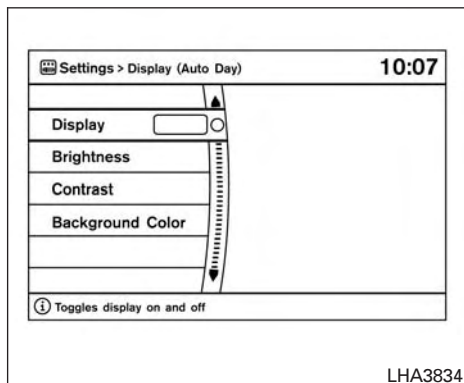 Settings > Display (Auto Day) 10:07
Display
Brightness
Contrast
Background Color
i Toggles display on and off
LHA3834